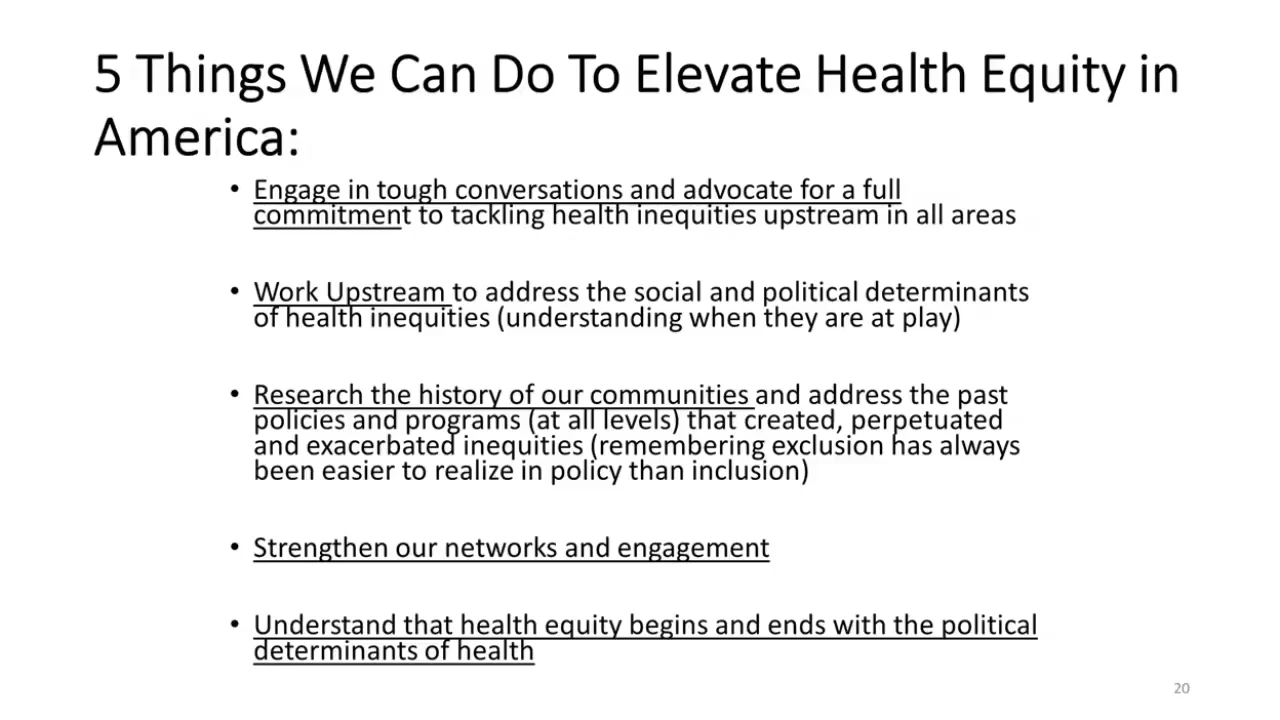 5 Things We Can Do To Elevate Health Equity in
America:
• Engage in tough conversations and advocate for a full
commitment to tackling health inequities upstream in all areas
• Work Upstream to address the social and political determinants
of health inequities (understanding when they are at play)
• Research the history of our communities and address the past
policies and programs (at all levels) that created, perpetuated
and exacerbated inequities (remembering exclusion has always
been easier to realize in policy than inclusion)
• Strengthen our networks and engagement
• Understand that health equity begins and ends with the political
determinants of health
20